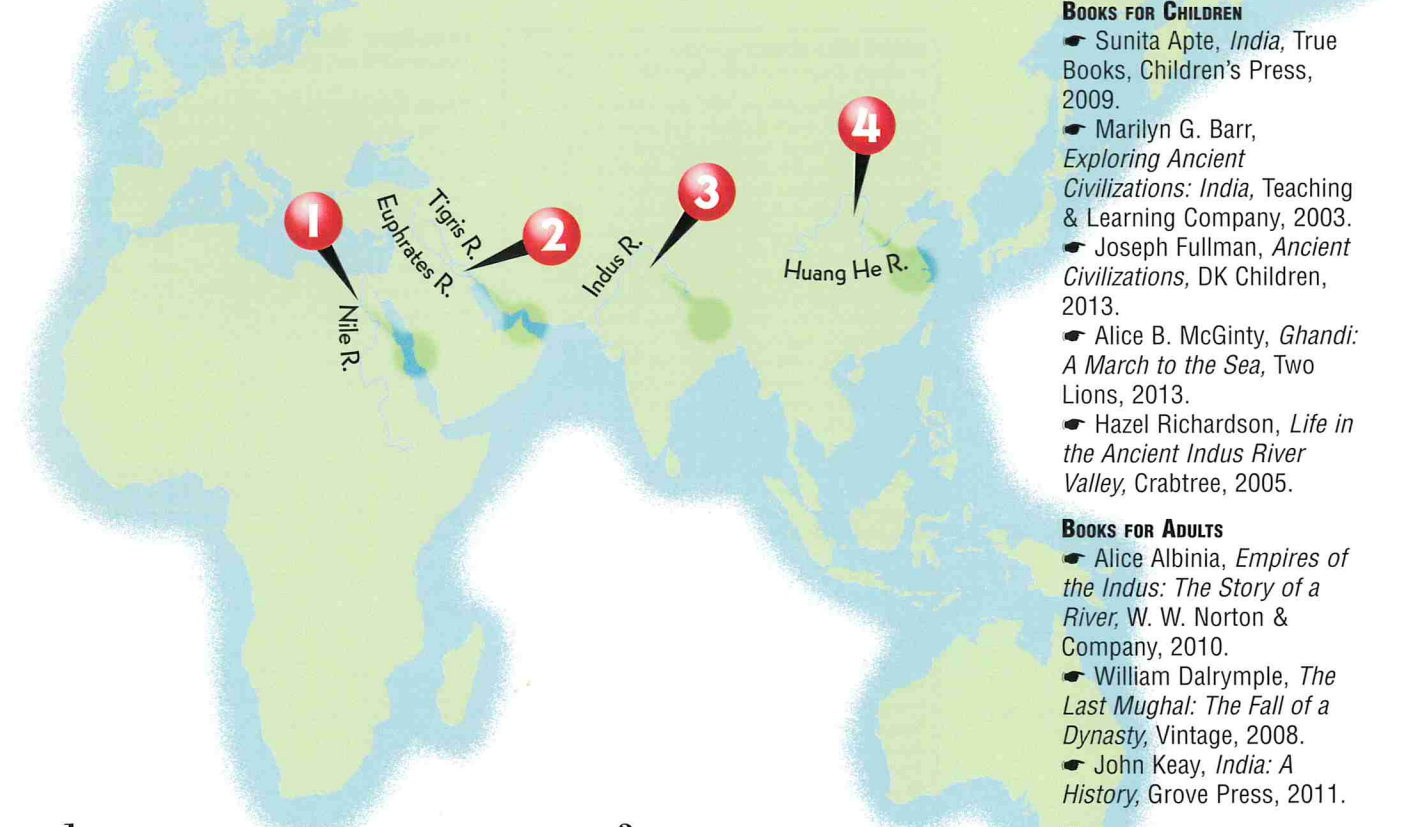 1
2
3
4
Tigris R.
Euphrates R.
Nile R.
Indus R.
Huang He R.
BOOKS FOR CHILDREN
☛ Sunita Apte, India, True
Books, Children's Press,
2009.
☛ Marilyn G. Barr,
Exploring Ancient
Civilizations: India, Teaching
& Learning Company, 2003.
☛ Joseph Fullman, Ancient
Civilizations, DK Children,
2013.
☛ Alice B. McGinty, Ghandi:
A March to the Sea, Two
Lions, 2013.
☛ Hazel Richardson, Life in
the Ancient Indus River
Valley, Crabtree, 2005.
BOOKS FOR ADULTS
☛ Alice Albinia, Empires of
the Indus: The Story of a
River, W. W. Norton &
Company, 2010.
☛ William Dalrymple, The
Last Mughal: The Fall of a
Dynasty, Vintage, 2008.
☛ John Keay, India: A
History, Grove Press, 2011.